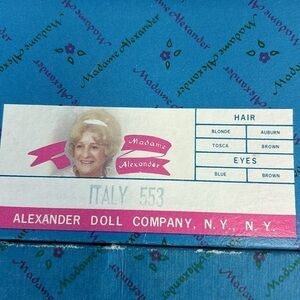 Madame Alexander
HAIR
BLONDE AUBURN
TOSCA BROWN
EYES
BLUE BROWN
Madame
Alexander
ITALY 553
ALEXANDER DOLL COMPANY, N.Y., N.Y.
Madame Alexander